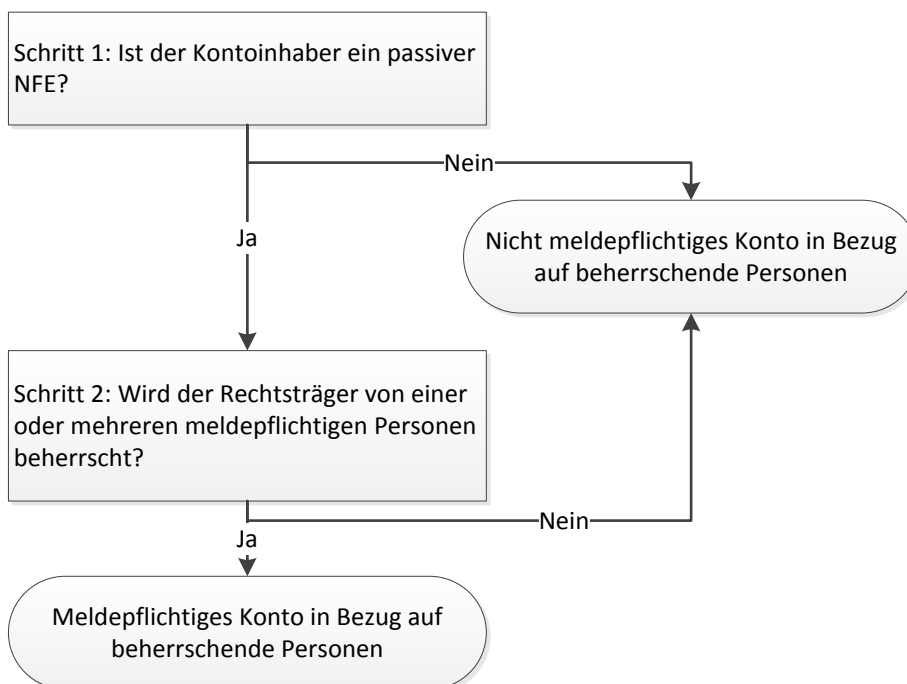 Schritt 1: Ist der Kontoinhaber ein passiver
NFE?
Nein
Ja
Nicht meldepflichtiges Konto in Bezug
auf beherrschende Personen
Schritt 2: Wird der Rechtsträger von einer
oder mehreren meldepflichtigen Personen
beherrscht?
Nein
Ja
Meldepflichtiges Konto in Bezug auf
beherrschende Personen